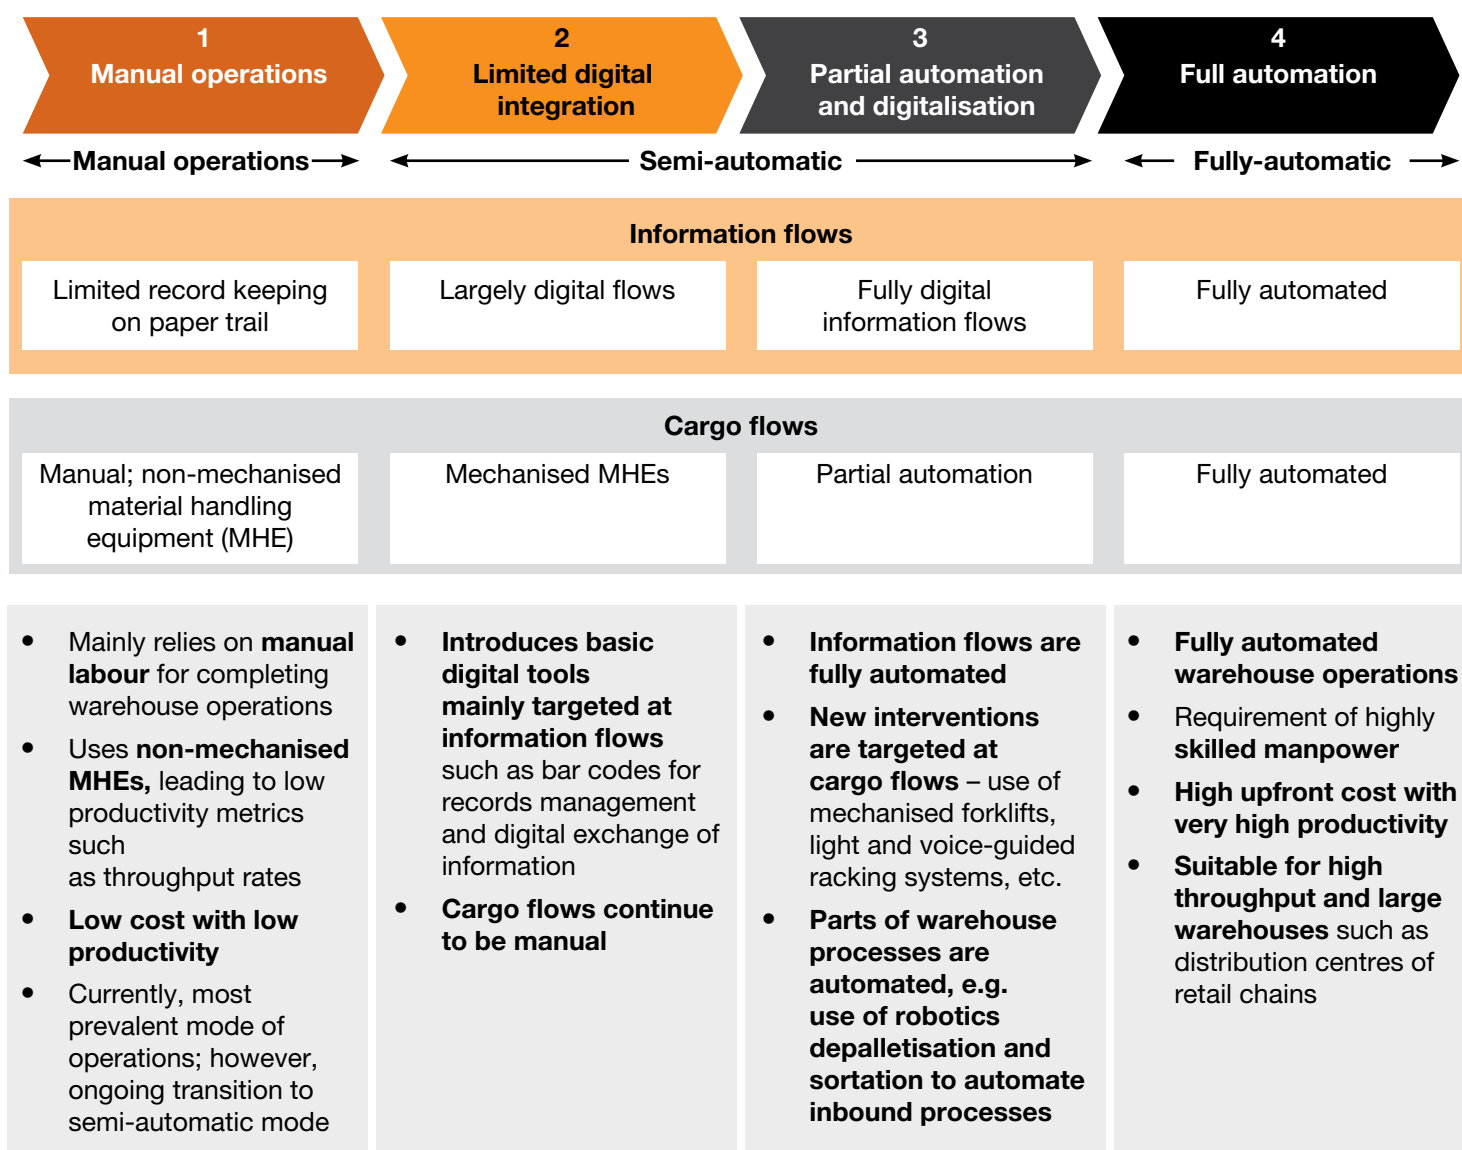 1
Manual operations
2
Limited digital
integration
3
Partial automation
and digitalisation
4
Full automation
Manual operations
Semi-automatic
Fully-automatic
Information flows
Limited record keeping
on paper trail
Largely digital flows
Fully digital
information flows
Fully automated
Cargo flows
Manual; non-mechanised
material handling
equipment (MHE)
Mechanised MHEs
Partial automation
Fully automated
• Mainly relies on manual
labour for completing
warehouse operations
• Uses non-mechanised
MHEs, leading to low
productivity metrics
such
as throughput rates
• Low cost with low
productivity
• Currently, most
prevalent mode of
operations; however,
ongoing transition to
semi-automatic mode
• Introduces basic
digital tools
mainly targeted at
information flows
such as bar codes for
records management
and digital exchange of
information
• Cargo flows continue
to be manual
• Information flows are
fully automated
• New interventions
are targeted at
cargo flows – use of
mechanised forklifts,
light and voice-guided
racking systems, etc.
• Parts of warehouse
processes are
automated, e.g.
use of robotics
depalletisation and
sortation to automate
inbound processes
• Fully automated
warehouse operations
• Requirement of highly
skilled manpower
• High upfront cost with
very high productivity
• Suitable for high
throughput and large
warehouses such as
distribution centres of
retail chains